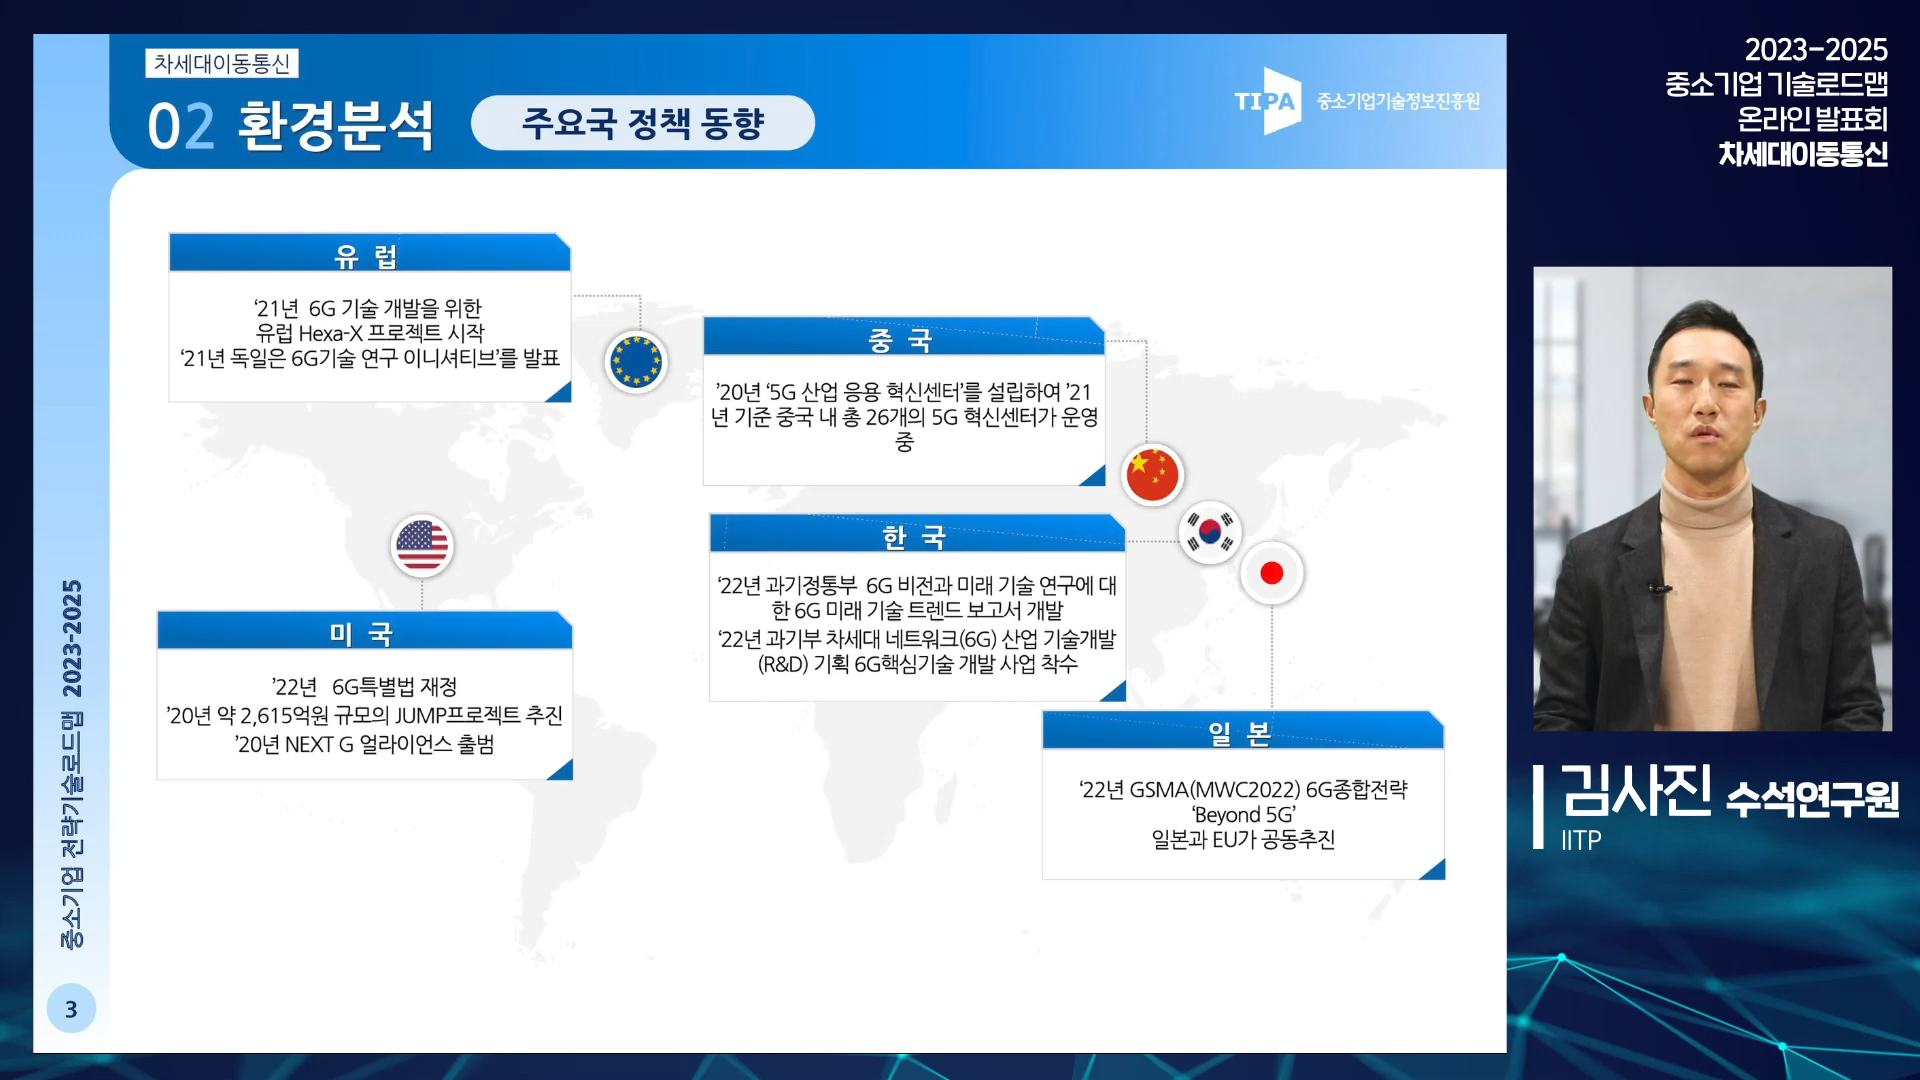 차세대이동통신
02 환경분석
주요국 정책 동향
TIPA 중소기업기술정보진흥원
2023-2025
중소기업 기술로드맵
온라인 발표회
차세대이동통신
유 럽
‘21년 6G 기술 개발을 위한
유럽 Hexa-X 프로젝트 시작
‘21년 독일은 6G기술 연구 이니셔티브’를 발표
중 국
’20년 ‘5G 산업 응용 혁신센터’를 설립하여 ’21
년 기준 중국 내 총 26개의 5G 혁신센터가 운영
중
한 국
‘22년 과기정통부 6G 비전과 미래 기술 연구에 대
한 6G 미래 기술 트렌드 보고서 개발
‘22년 과기부 차세대 네트워크(6G) 산업 기술개발
(R&D) 기획 6G핵심기술 개발 사업 착수
미 국
’22년 6G특별법 재정
’20년 약 2,615억원 규모의 JUMP프로젝트 추진
’20년 NEXT G 얼라이언스 출범
일 본
‘22년 GSMA(MWC2022) 6G종합전략
‘Beyond 5G’
일본과 EU가 공동추진
중소기업 전략기술로드맵 2023-2025
3
김사진 수석연구원
IITP